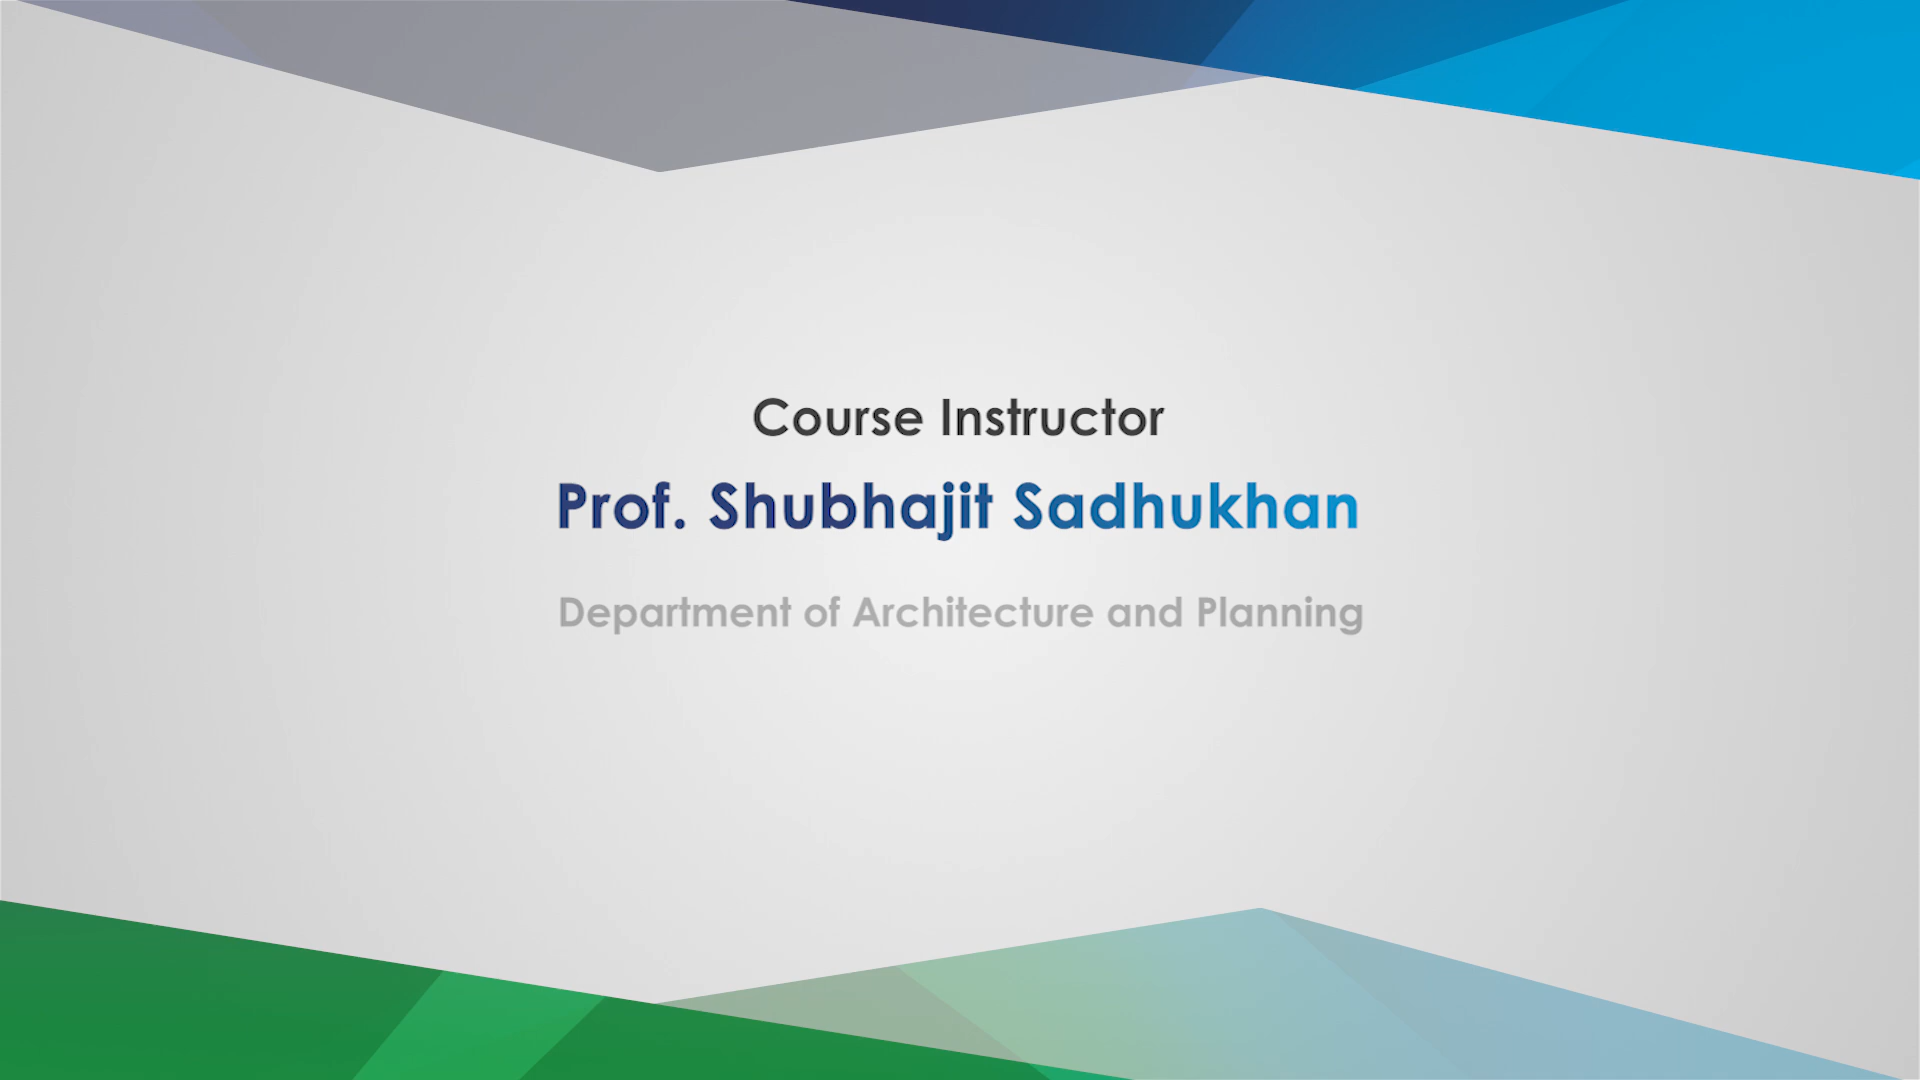 Course Instructor
Prof. Shubhajit Sadhukhan
Department of Architecture and Planning